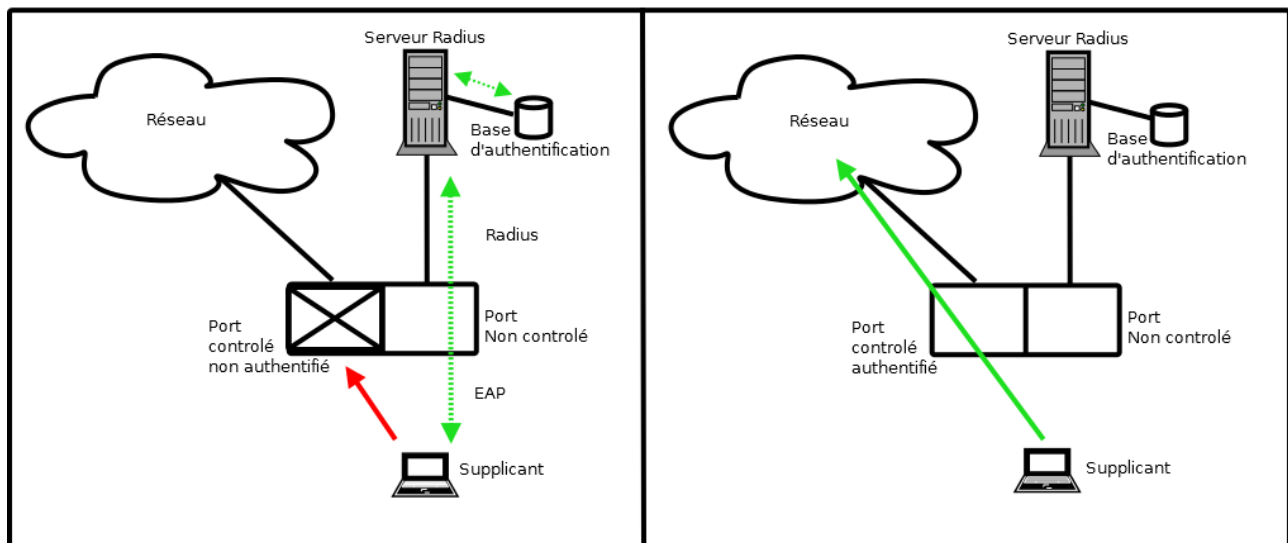 Serveur Radius
Réseau
Base
d'authentification
Radius
Port
controlé
non authentifié
Port
Non controlé
EAP
Supplicant
Serveur Radius
Réseau
Base
d'authentification
Port
controlé
authentifié
Port
Non controlé
Supplicant